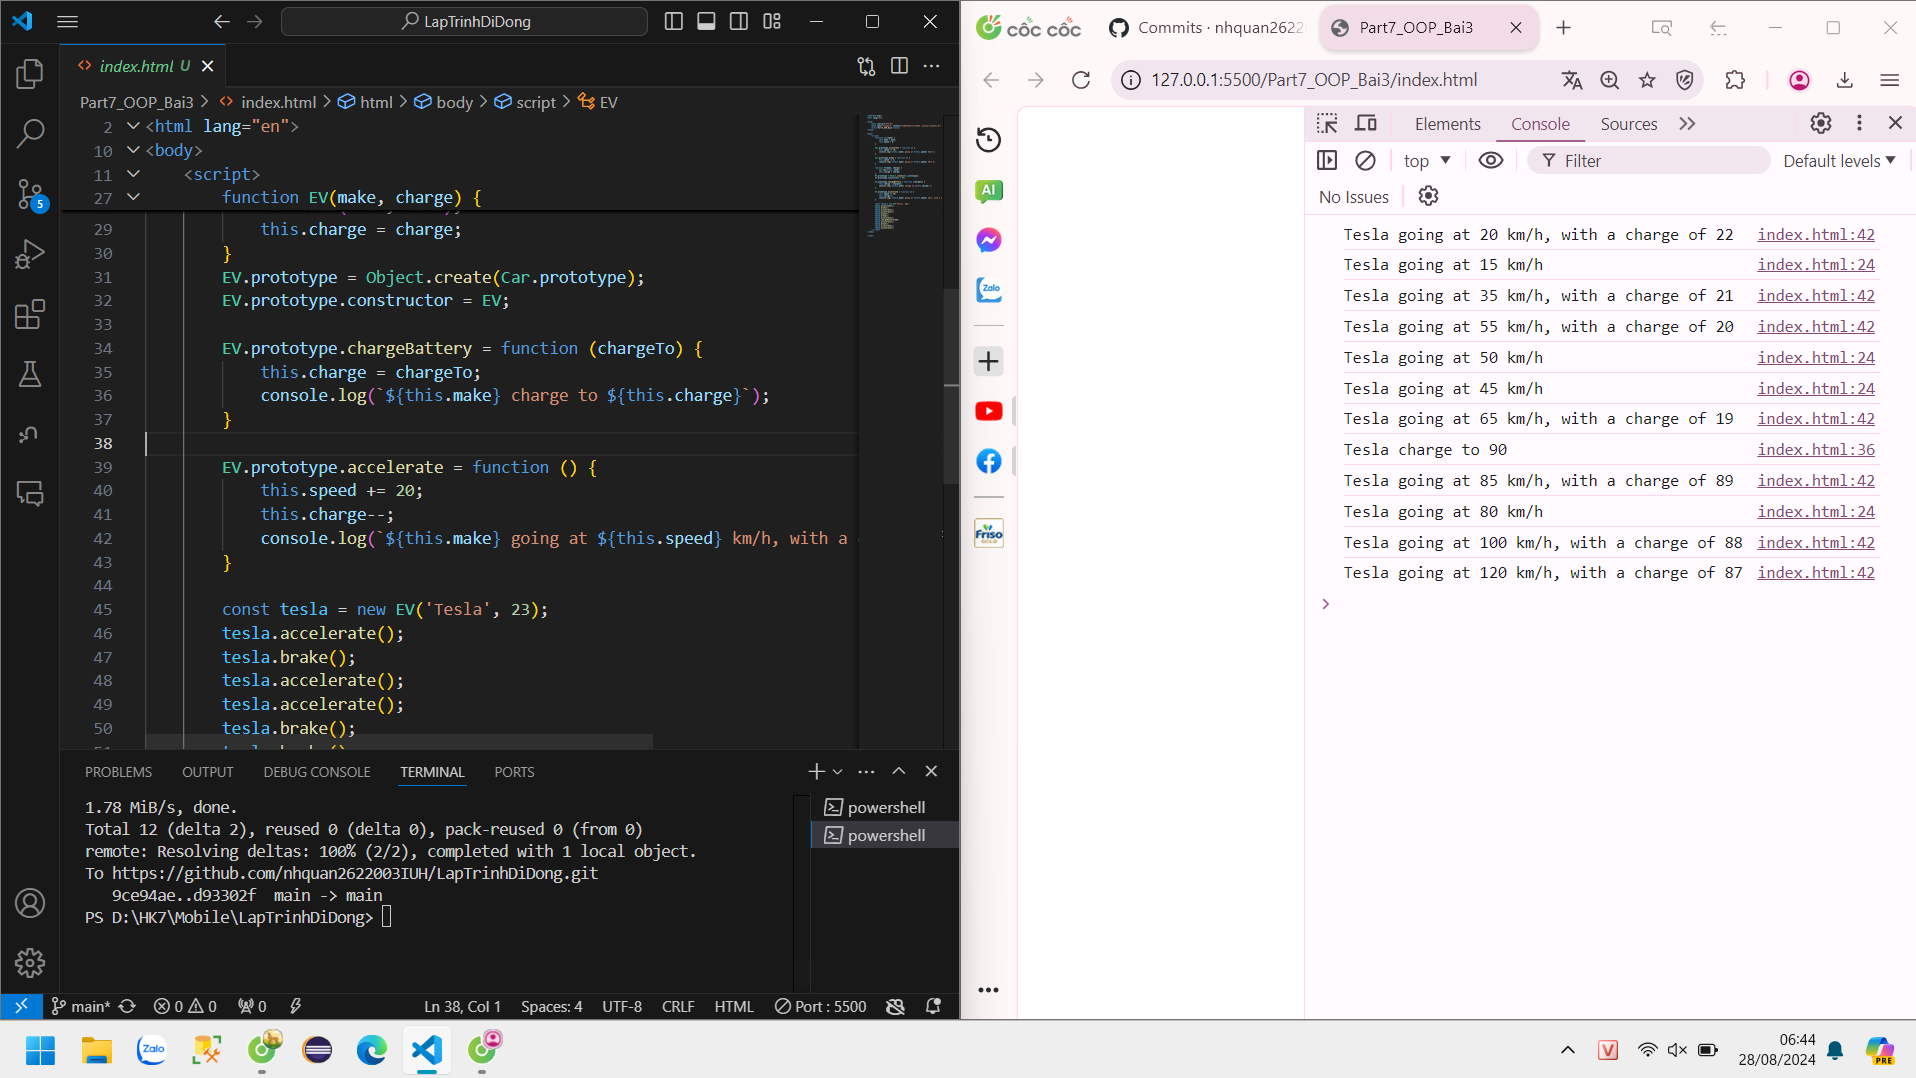 LapTrinhDiDong
index.html U
Part7_OOP_Bai3 > index.html > html > body > script > EV
2 <html lang="en">
10 <body>
11 <script>
27 function EV(make, charge) {
29 this.charge = charge;
30 }
31 EV.prototype = Object.create(Car.prototype);
32 EV.prototype.constructor = EV;
33
34 EV.prototype.chargeBattery = function (chargeTo) {
35 this.charge = chargeTo;
36 console.log(`${this.make} charge to ${this.charge}`);
37 }
38
39 EV.prototype.accelerate = function () {
40 this.speed += 20;
41 this.charge--;
42 console.log(`${this.make} going at ${this.speed} km/h, with a
43 }
44
45 const tesla = new EV('Tesla', 23);
46 tesla.accelerate();
47 tesla.brake();
48 tesla.accelerate();
49 tesla.accelerate();
50 tesla.brake();
PROBLEMS OUTPUT DEBUG CONSOLE TERMINAL PORTS
1.78 MiB/s, done.
Total 12 (delta 2), reused 0 (delta 0), pack-reused 0 (from 0)
remote: Resolving deltas: 100% (2/2), completed with 1 local object.
To https://github.com/nhquan2622003IUH/LapTrinhDiDong.git
9ce94ae..d93302f main -> main
PS D:\HK7\Mobile\LapTrinhDiDong>
powershell
powershell
5
main* 0 0 0 Ln 38, Col 1 Spaces: 4 UTF-8 CRLF HTML Port : 5500
cốc cốc
Commits · nhquan2622
Part7_OOP_Bai3
127.0.0.1:5500/Part7_OOP_Bai3/index.html
AI
Zalo
Friso
GOLD
Elements Console Sources
top Filter Default levels
No Issues
Tesla going at 20 km/h, with a charge of 22 index.html:42
Tesla going at 15 km/h index.html:24
Tesla going at 35 km/h, with a charge of 21 index.html:42
Tesla going at 55 km/h, with a charge of 20 index.html:42
Tesla going at 50 km/h index.html:24
Tesla going at 45 km/h index.html:24
Tesla going at 65 km/h, with a charge of 19 index.html:42
Tesla charge to 90 index.html:36
Tesla going at 85 km/h, with a charge of 89 index.html:42
Tesla going at 80 km/h index.html:24
Tesla going at 100 km/h, with a charge of 88 index.html:42
Tesla going at 120 km/h, with a charge of 87 index.html:42
Zalo
V
06:44
28/08/2024
PRE